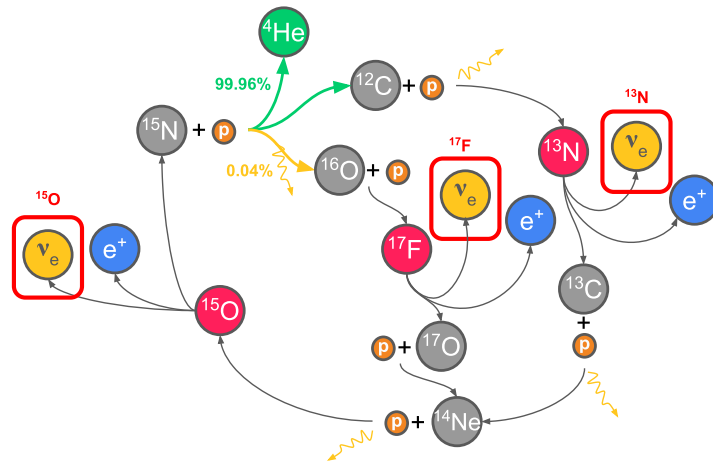 ⁴He
99.96%
¹²C + p
¹⁵N + p
0.04%
¹⁶O + p
¹³N
¹³N
νₑ
e⁺
¹⁷F
νₑ
e⁺
¹⁷F
¹⁵O
νₑ
e⁺
¹⁵O
¹³C
+
p
p + ¹⁷O
p + ¹⁴Ne